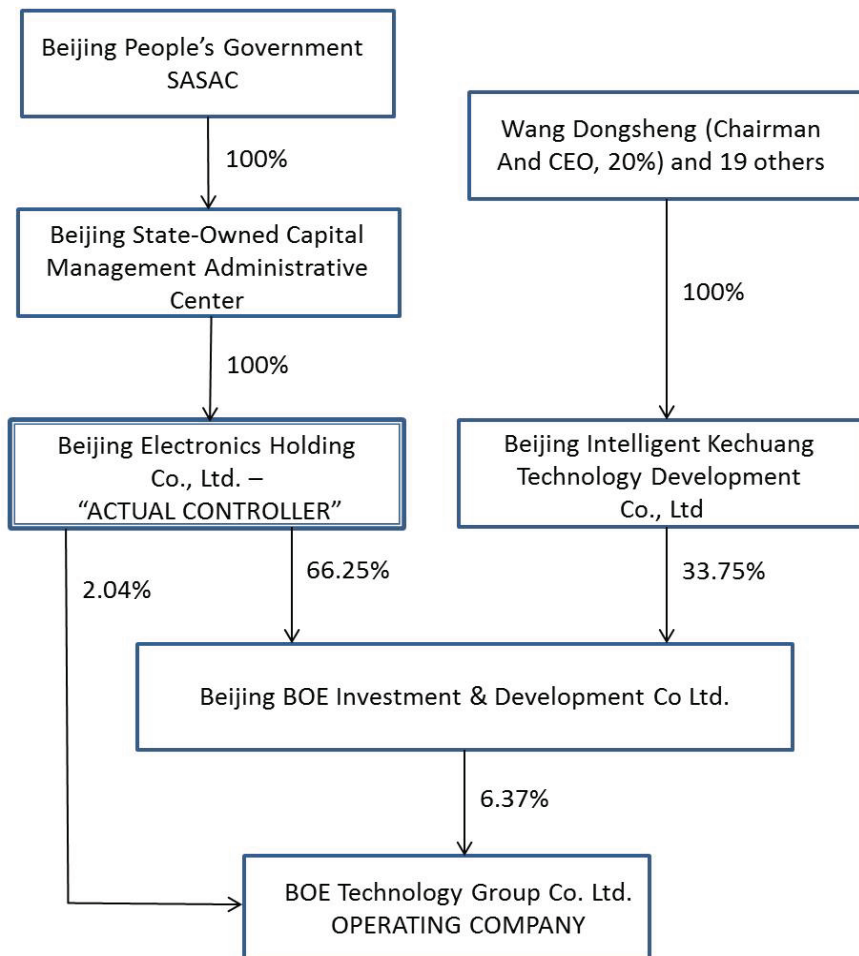 Beijing People’s Government
SASAC
100%
Beijing State-Owned Capital
Management Administrative
Center
100%
Beijing Electronics Holding
Co., Ltd. –
“ACTUAL CONTROLLER”
2.04%
66.25%
Wang Dongsheng (Chairman
And CEO, 20%) and 19 others
100%
Beijing Intelligent Kechuang
Technology Development
Co., Ltd
33.75%
Beijing BOE Investment & Development Co Ltd.
6.37%
BOE Technology Group Co. Ltd.
OPERATING COMPANY